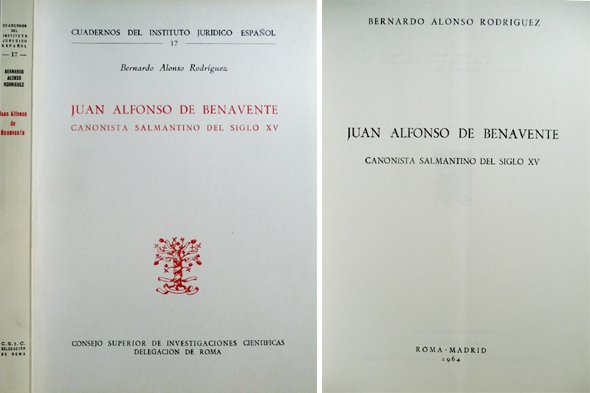 CUADERNOS
DEL
INSTITUTO
JURIDICO
ESPAÑOL
— 17 —
BERNARDO
ALONSO
RODRIGUEZ
Juan Alfonso
de
Benavente
C. S. I. C.
DELEGACION
DE ROMA
CUADERNOS DEL INSTITUTO JURIDICO ESPAÑOL
17
Bernardo Alonso Rodríguez
JUAN ALFONSO DE BENAVENTE
CANONISTA SALMANTINO DEL SIGLO XV
CONSEJO SUPERIOR DE INVESTIGACIONES CIENTIFICAS
DELEGACION DE ROMA
BERNARDO ALONSO RODRIGUEZ
JUAN ALFONSO DE BENAVENTE
CANONISTA SALMANTINO DEL SIGLO XV
ROMA - MADRID
1964